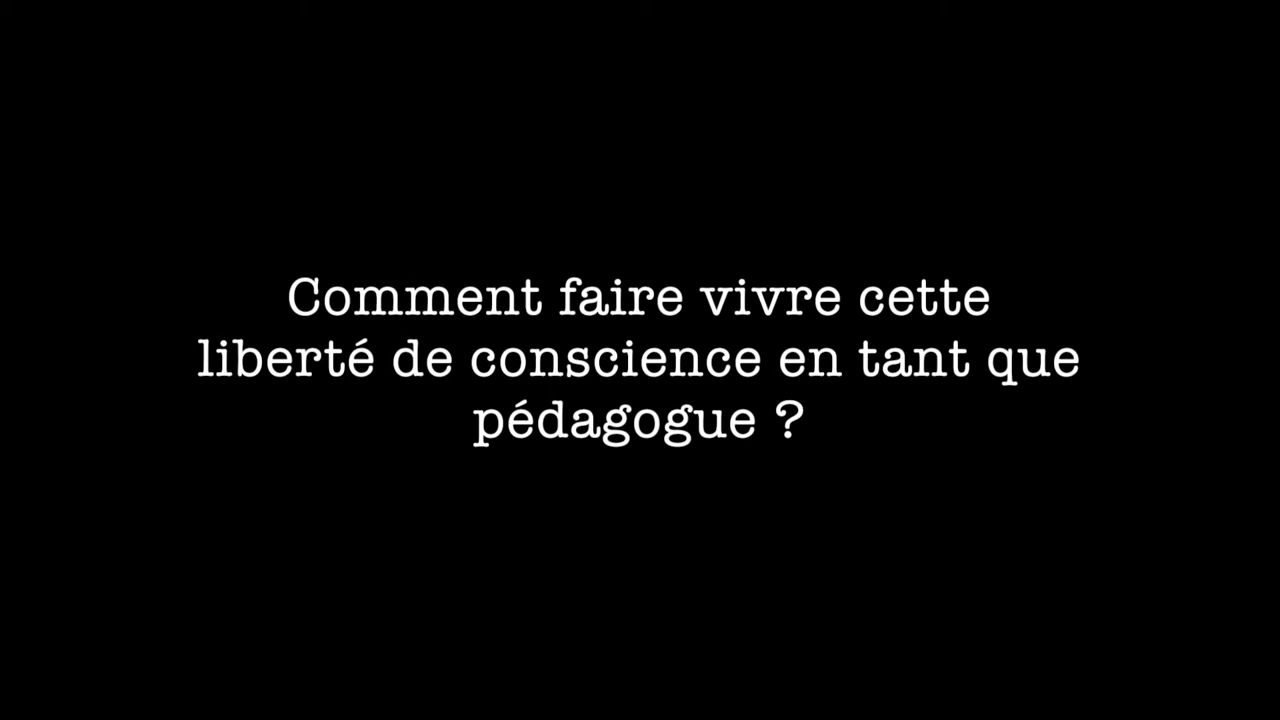 Comment faire vivre cette
liberté de conscience en tant que
pédagogue ?